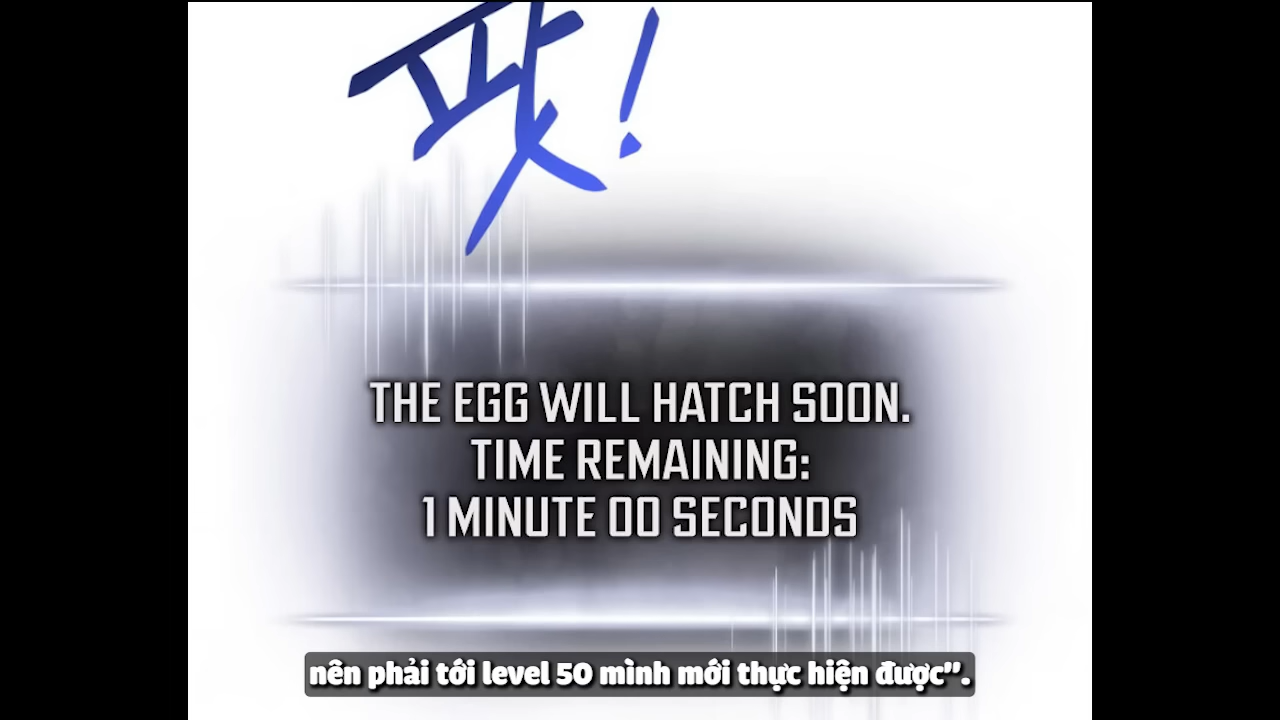 팟!
THE EGG WILL HATCH SOON.
TIME REMAINING:
1 MINUTE 00 SECONDS
nên phải tới level 50 mình mới thực hiện được”.